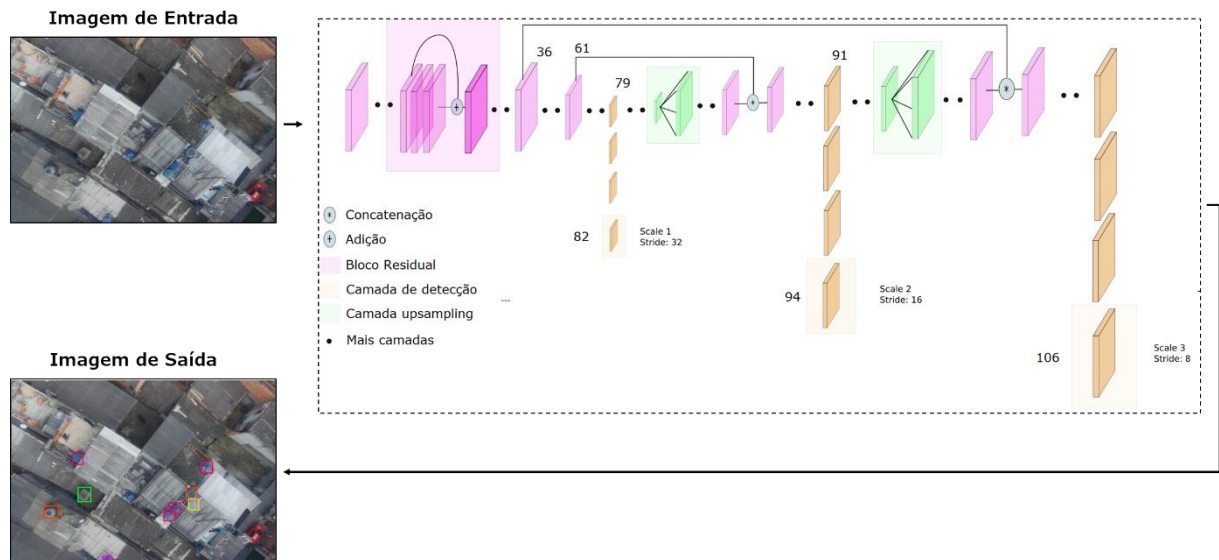 Imagem de Entrada
36
61
79
91
Concatenação
Adição
Bloco Residual
Camada de detecção
Camada upsampling
Mais camadas
82
Scale 1
Stride: 32
94
Scale 2
Stride: 16
106
Scale 3
Stride: 8
Imagem de Saída